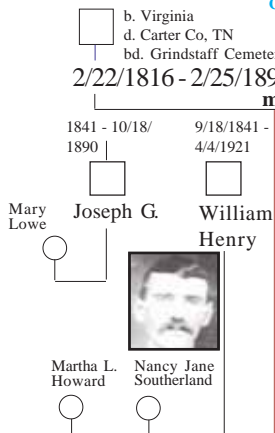 b. Virginia
d. Carter Co, TN
bd. Grindstaff Cemete
2/22/1816 - 2/25/189
m
1841 - 10/18/
1890
9/18/1841 -
4/4/1921
Joseph G.
William
Henry
Mary
Lowe
Martha L.
Howard
Nancy Jane
Southerland